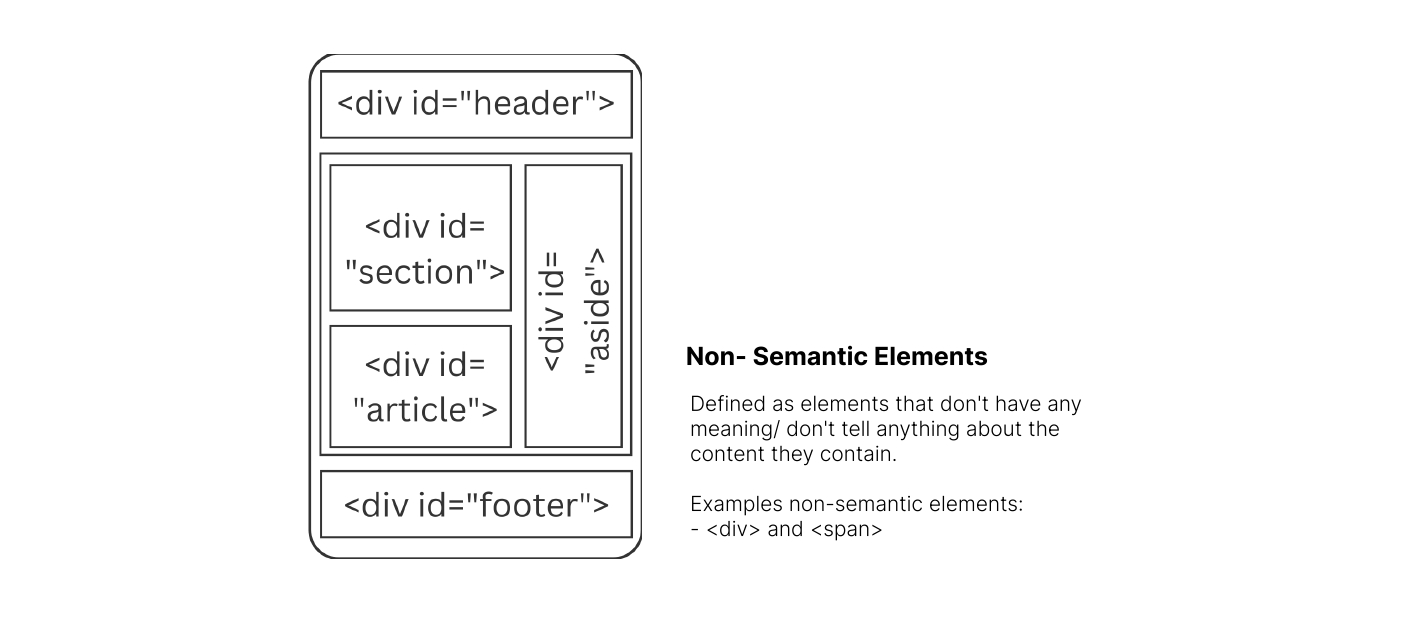 <div id="header">
<div id=
"section">
<div id=
"article">
<div id=
"aside">
<div id="footer">
Non- Semantic Elements
Defined as elements that don't have any
meaning/ don't tell anything about the
content they contain.
Examples non-semantic elements:
- <div> and <span>